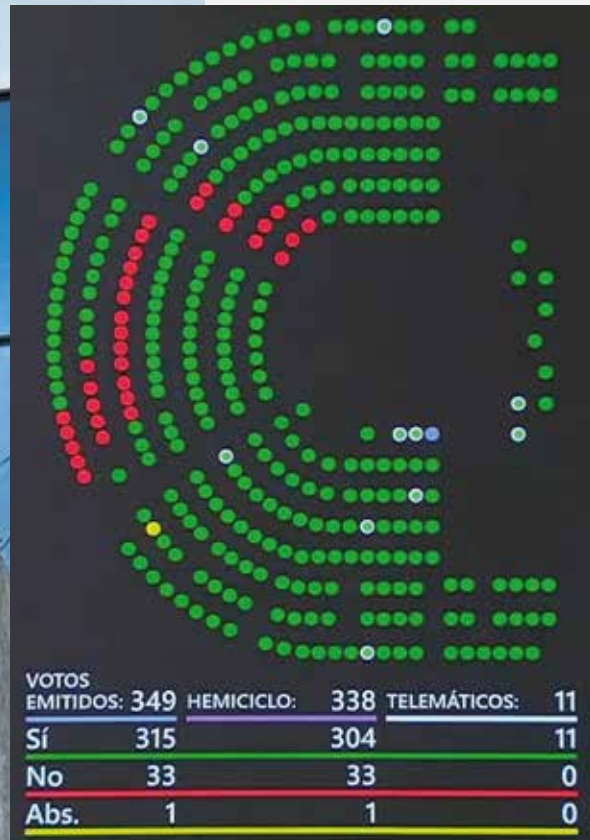 VOTOS
EMITIDOS: 349 HEMICICLO: 338 TELEMÁTICOS: 11
Sí 315 304 11
No 33 33 0
Abs. 1 1 0